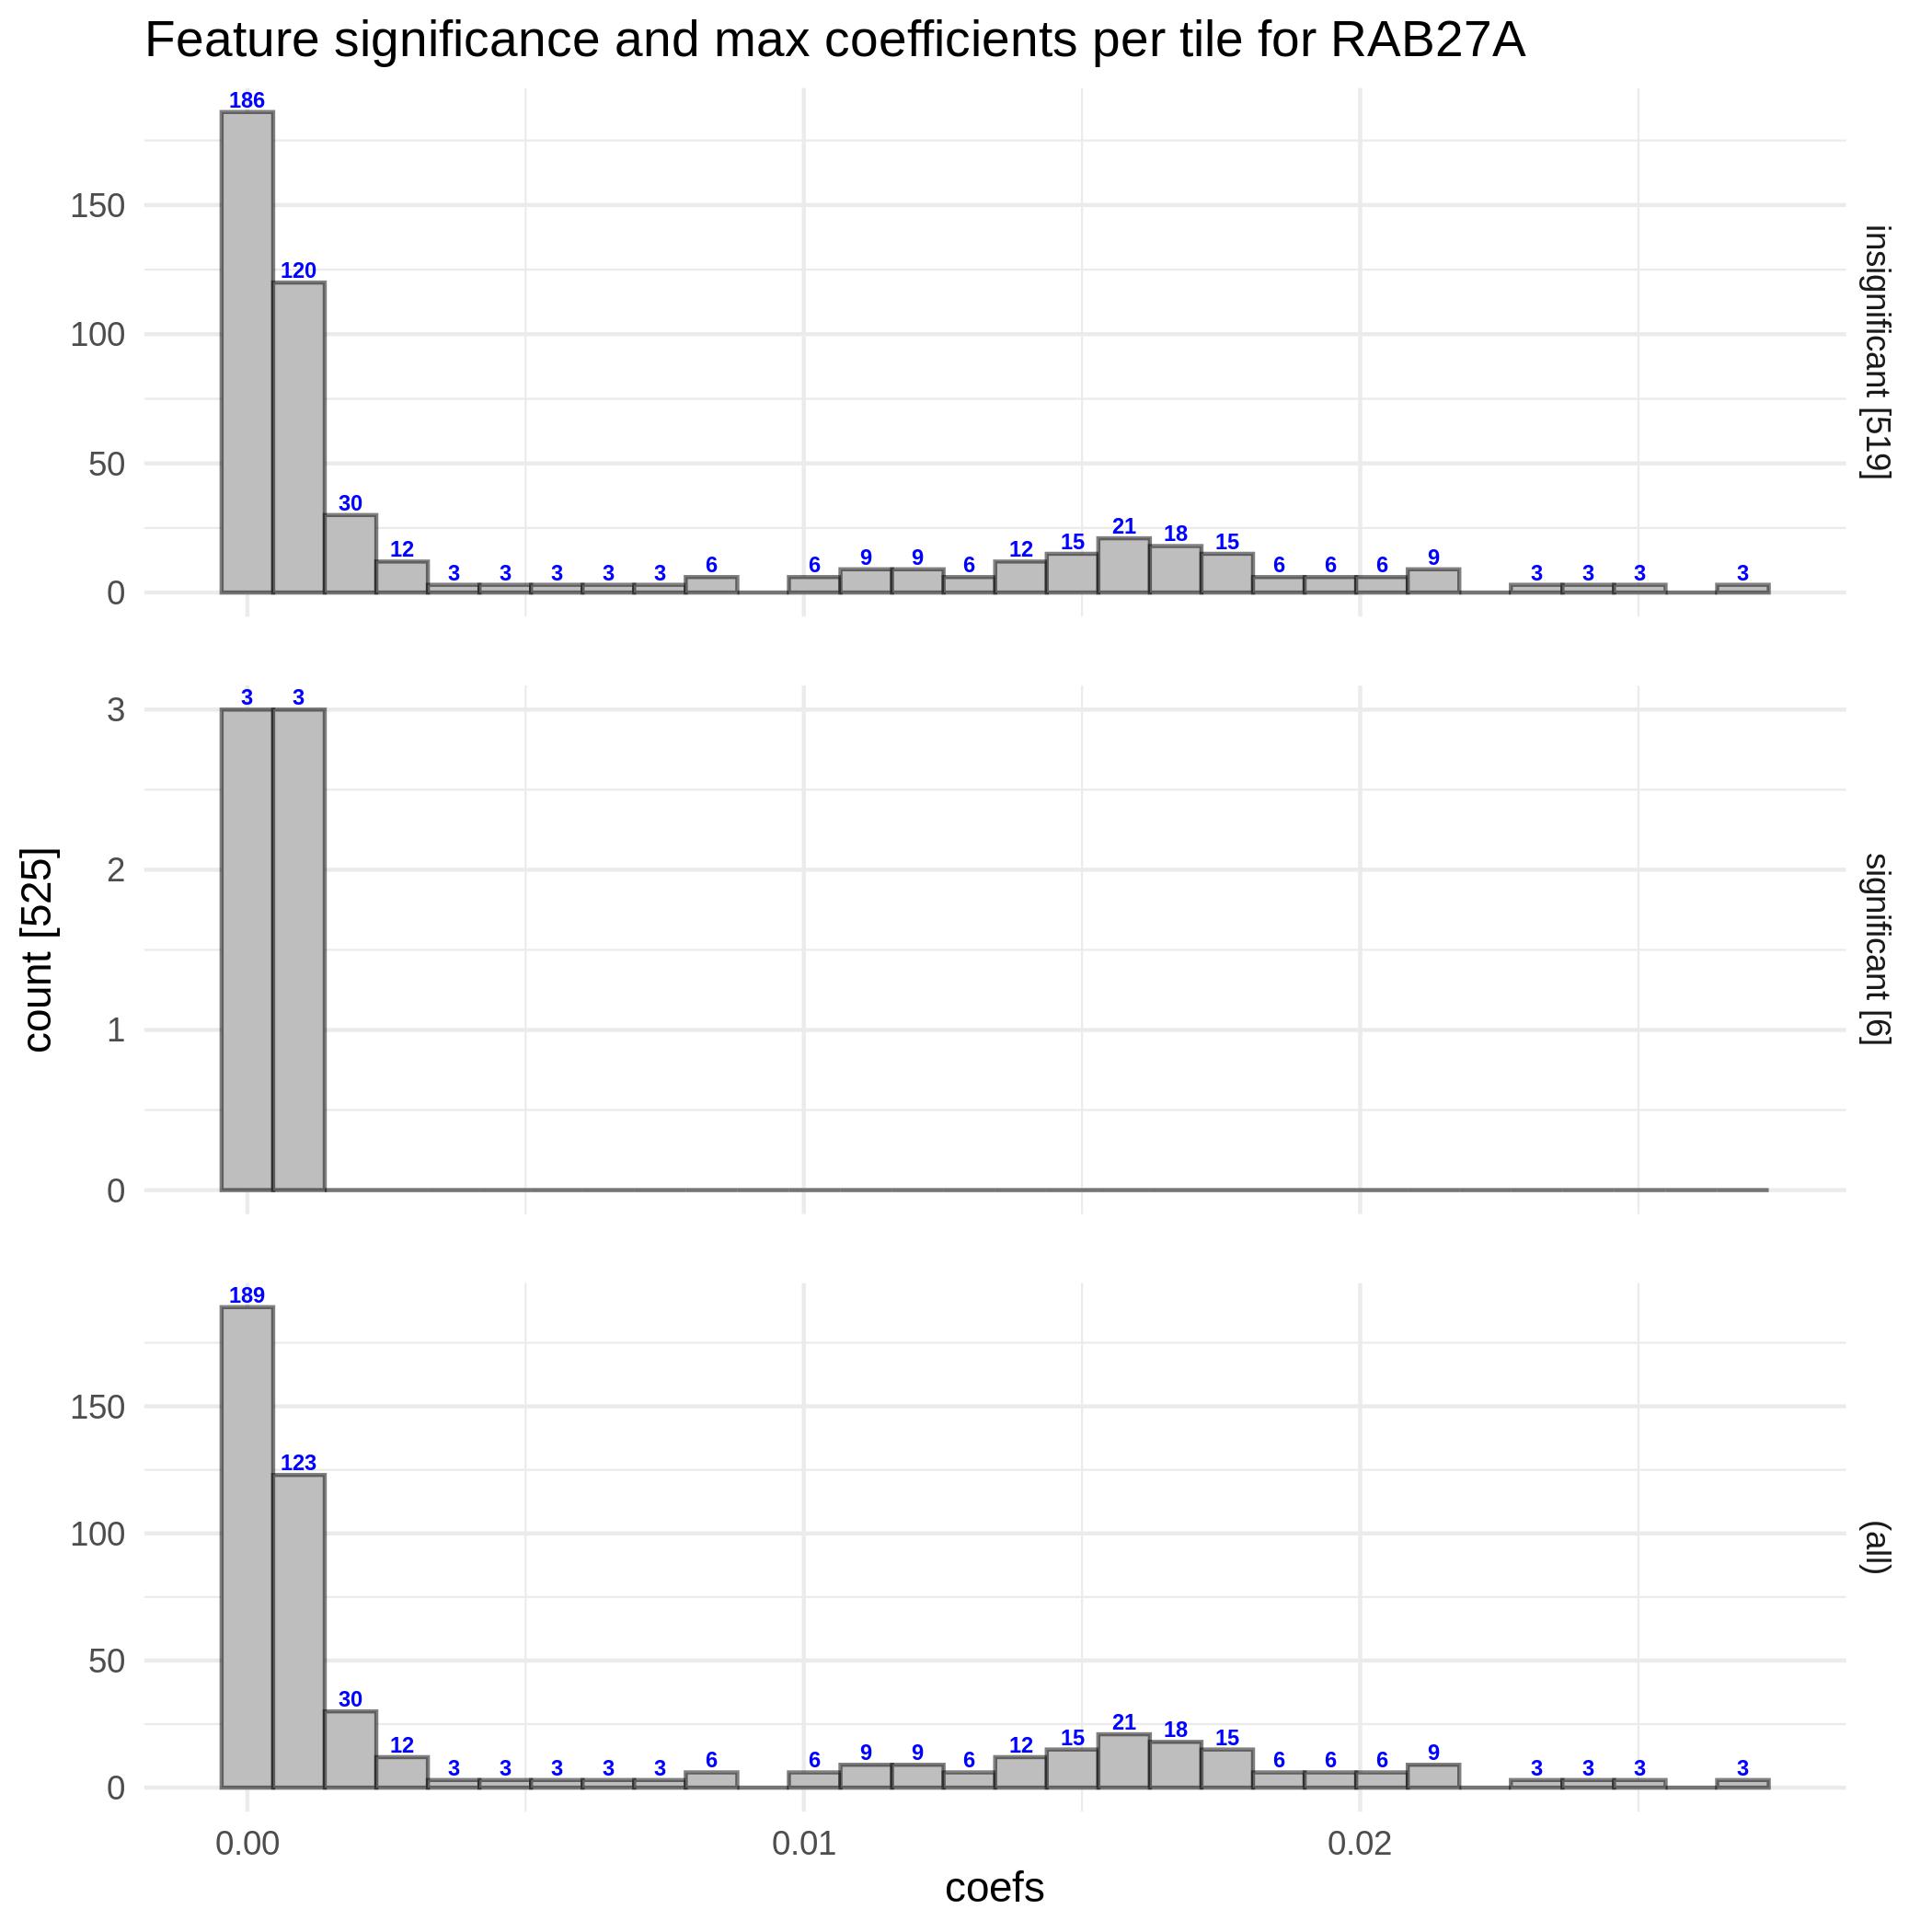 Feature significance and max coefficients per tile for RAB27A
186
120
30
12
3 3 3 3 3 6 6 9 9 6 12 15 21 18 15 6 6 6 9 3 3 3 3
150
100
50
0
insignificant [519]
3 3
3
2
1
0
significant [6]
count [525]
189
123
30
12
3 3 3 3 3 6 6 9 9 6 12 15 21 18 15 6 6 6 9 3 3 3 3
150
100
50
0
(all)
0.00 0.01 0.02
coefs